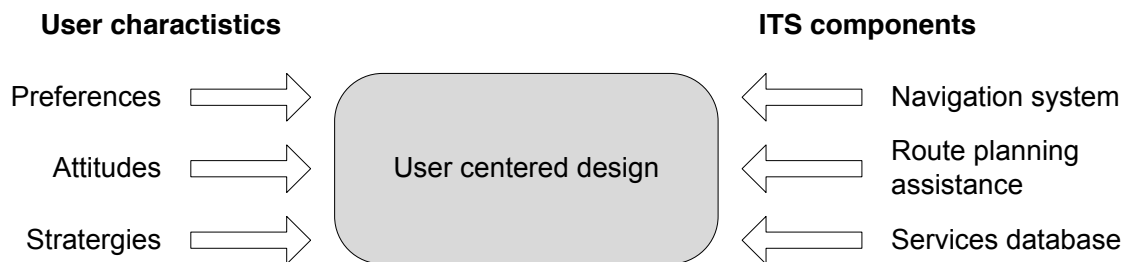 User charactistics
ITS components
Preferences
Navigation system
Attitudes
User centered design
Route planning
assistance
Stratergies
Services database